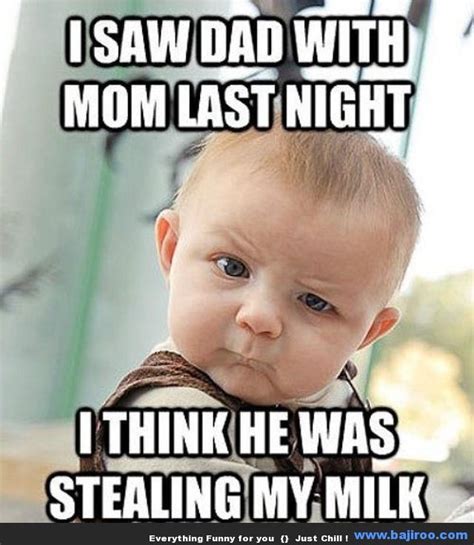 I SAW DAD WITH
MOM LAST NIGHT
I THINK HE WAS
STEALING MY MILK
Everything Funny for you {} Just Chill ! www.bajiroo.com